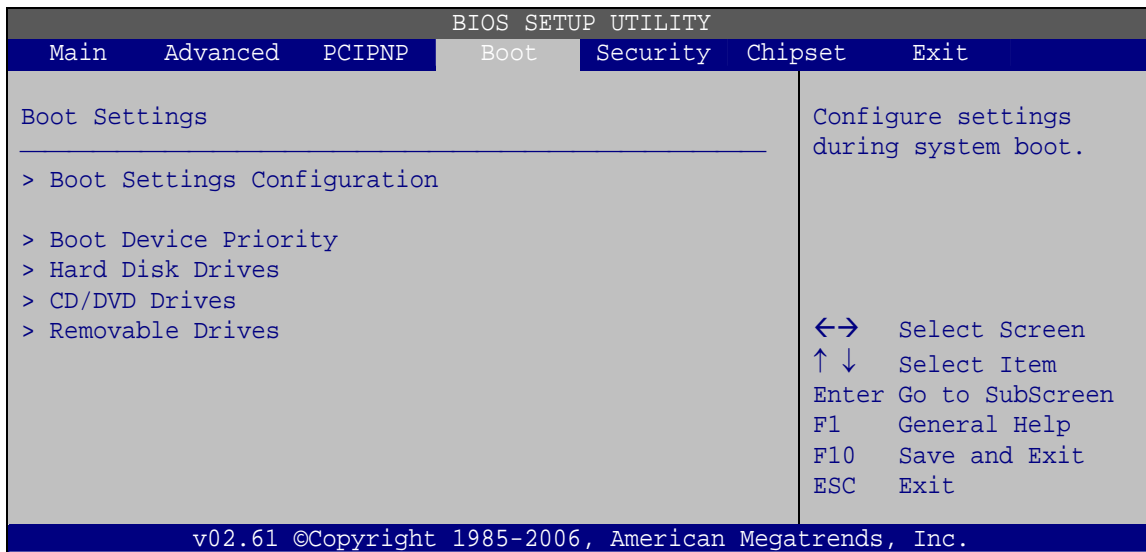 BIOS SETUP UTILITY
Main Advanced PCIPNP Boot Security Chipset Exit
Boot Settings
> Boot Settings Configuration
> Boot Device Priority
> Hard Disk Drives
> CD/DVD Drives
> Removable Drives
Configure settings
during system boot.
←→ Select Screen
↑ ↓ Select Item
Enter Go to SubScreen
F1 General Help
F10 Save and Exit
ESC Exit
v02.61 ©Copyright 1985-2006, American Megatrends, Inc.